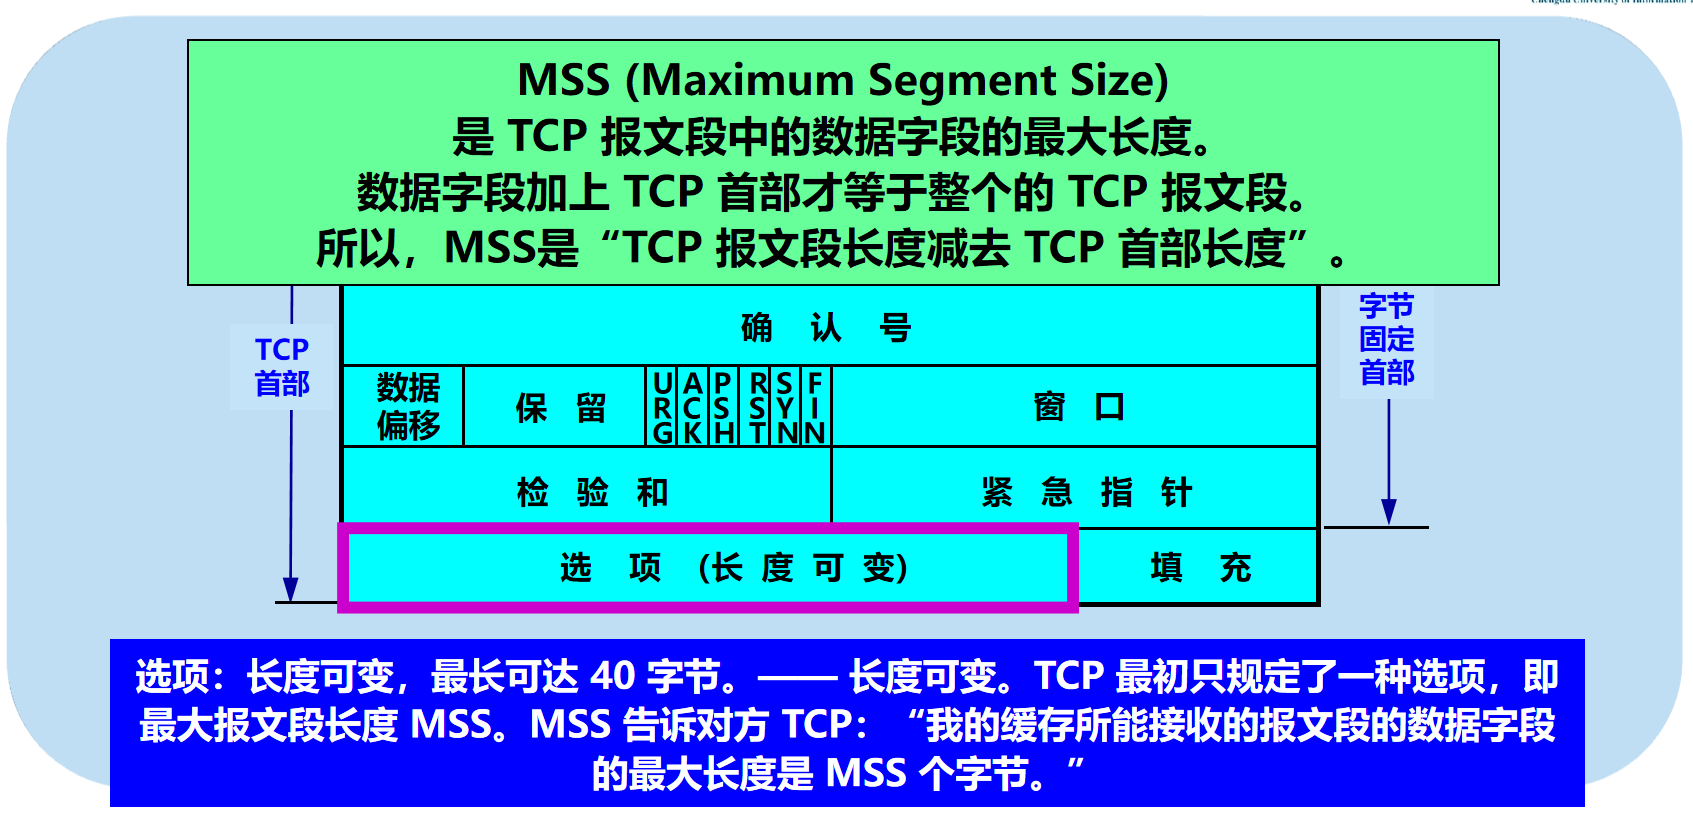 Chengdu University of Information
MSS (Maximum Segment Size)
是 TCP 报文段中的数据字段的最大长度。
数据字段加上 TCP 首部才等于整个的 TCP 报文段。
所以，MSS是“TCP 报文段长度减去 TCP 首部长度”。
TCP
首部
确 认 号
字节
固定
首部
数据
偏移
保 留
URG
ACK
PSH
RST
SYN
FIN
窗 口
检 验 和
紧 急 指 针
选 项 (长 度 可 变)
填 充
选项：长度可变，最长可达 40 字节。—— 长度可变。TCP 最初只规定了一种选项，即
最大报文段长度 MSS。MSS 告诉对方 TCP：“我的缓存所能接收的报文段的数据字段
的最大长度是 MSS 个字节。”